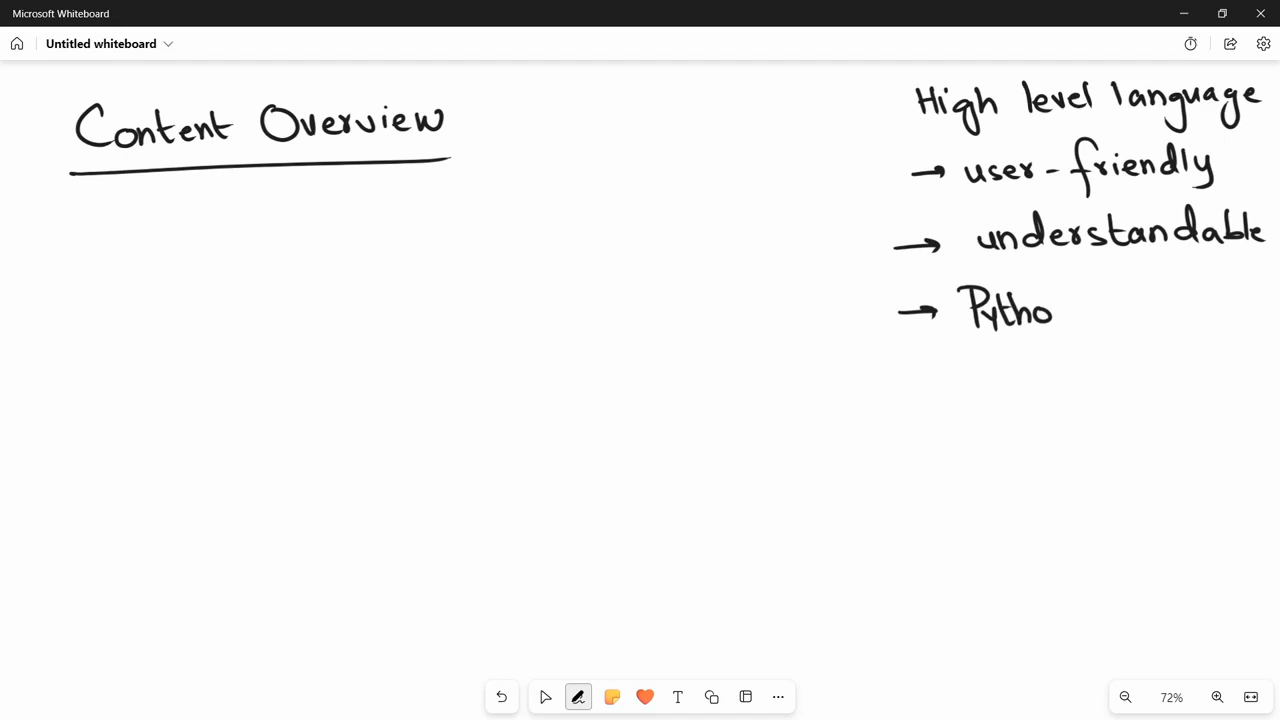 Microsoft Whiteboard
Untitled whiteboard
Content Overview
High level language
→ user-friendly
→ understandable
→ Pytho
72%